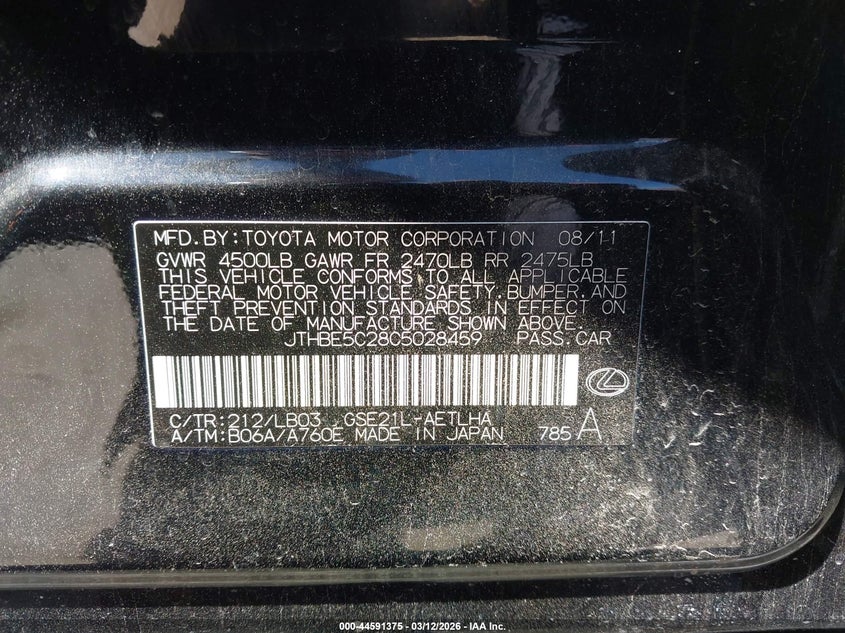 MFD.BY:TOYOTA MOTOR CORPORATION 08/11
GVWR 4500LB GAWR FR 2470LB RR 2475LB
THIS VEHICLE CONFORMS TO ALL APPLICABLE
FEDERAL MOTOR VEHICLE SAFETY,BUMPER,AND
THEFT PREVENTION STANDARDS IN EFFECT ON
THE DATE OF MANUFACTURE SHOWN ABOVE.
JTHBE5C28C5028459 PASS.CAR
C/TR:212/LB03 GSE21L-AETLHA
A/TM:B06A/A760E MADE IN JAPAN 785 A
000-44591375 - 03/12/2026 - IAA Inc.